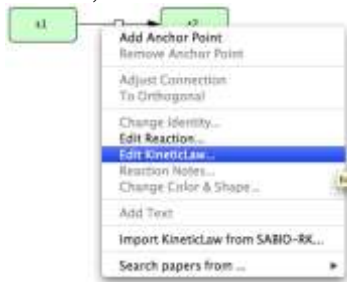 s1
s2
Add Anchor Point
Remove Anchor Point
Adjust Connection
To Orthogonal
Change Identity...
Edit Reaction...
Edit KineticLaw...
Reaction Notes...
Change Color & Shape...
Add Text
Import KineticLaw from SABIO-RK...
Search papers from ...